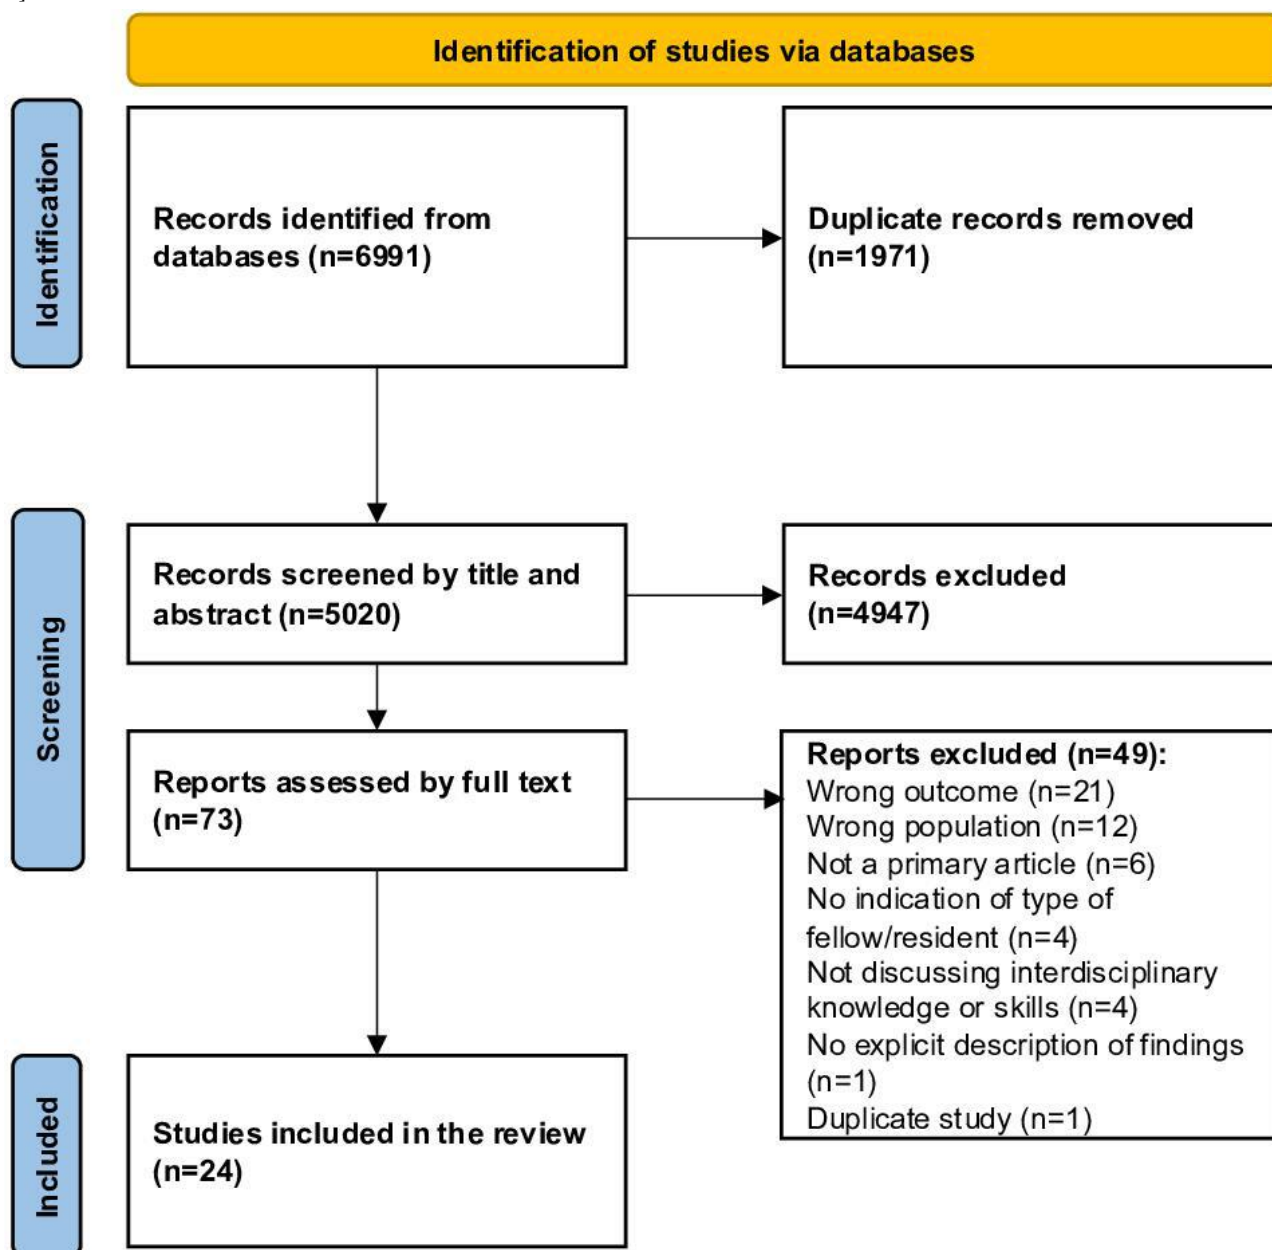 Identification of studies via databases
Identification
Records identified from
databases (n=6991)
Duplicate records removed
(n=1971)
Screening
Records screened by title and
abstract (n=5020)
Records excluded
(n=4947)
Reports assessed by full text
(n=73)
Reports excluded (n=49):
Wrong outcome (n=21)
Wrong population (n=12)
Not a primary article (n=6)
No indication of type of
fellow/resident (n=4)
Not discussing interdisciplinary
knowledge or skills (n=4)
No explicit description of findings
(n=1)
Duplicate study (n=1)
Included
Studies included in the review
(n=24)